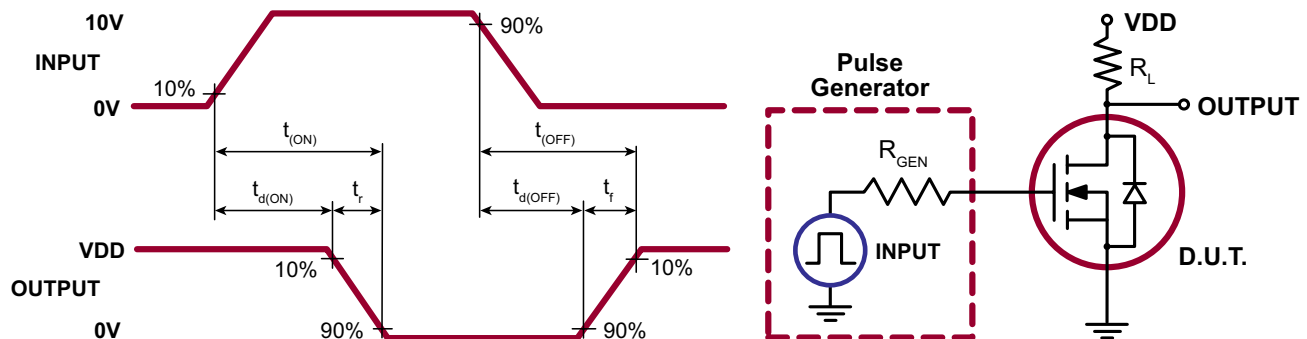 10V
INPUT
0V
10%
90%
t(ON)
t(OFF)
td(ON)
tr
td(OFF)
tf
VDD
OUTPUT
0V
10%
90%
90%
10%
Pulse
Generator
RGEN
INPUT
VDD
RL
OUTPUT
D.U.T.